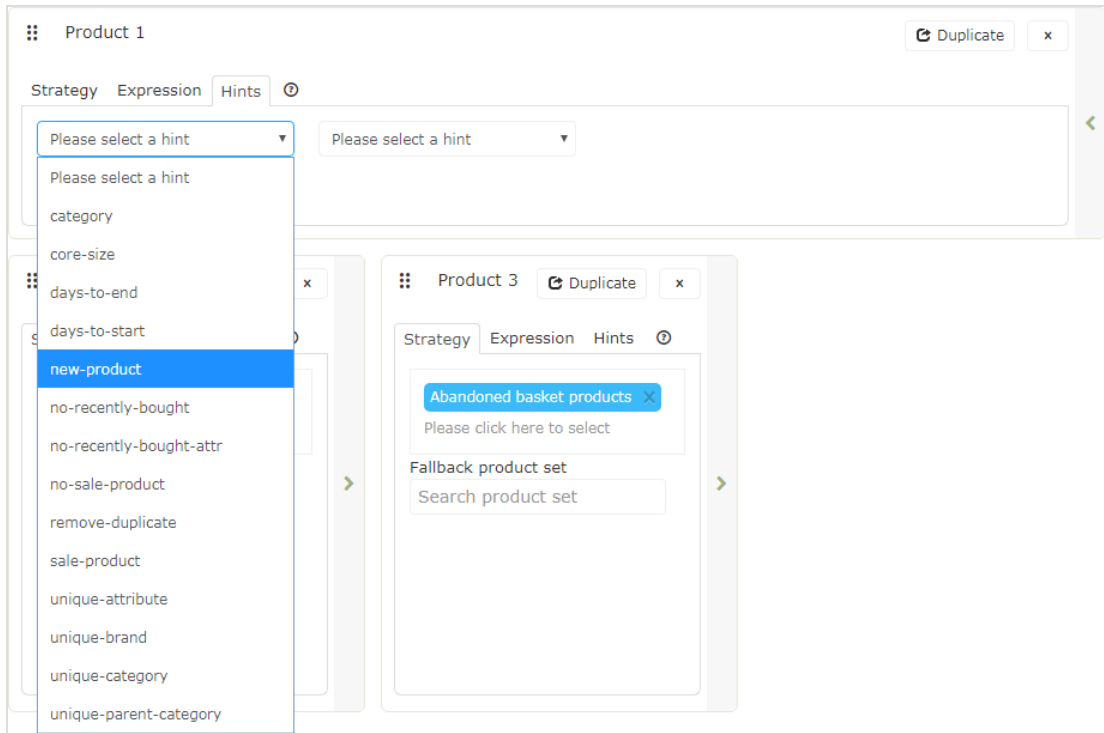 Product 1
Duplicate
x
Strategy Expression Hints ?
Please select a hint
Please select a hint
Please select a hint
category
core-size
days-to-end
days-to-start
new-product
no-recently-bought
no-recently-bought-attr
no-sale-product
remove-duplicate
sale-product
unique-attribute
unique-brand
unique-category
unique-parent-category
x
Product 3
Duplicate
x
Strategy Expression Hints ?
Abandoned basket products X
Please click here to select
Fallback product set
Search product set